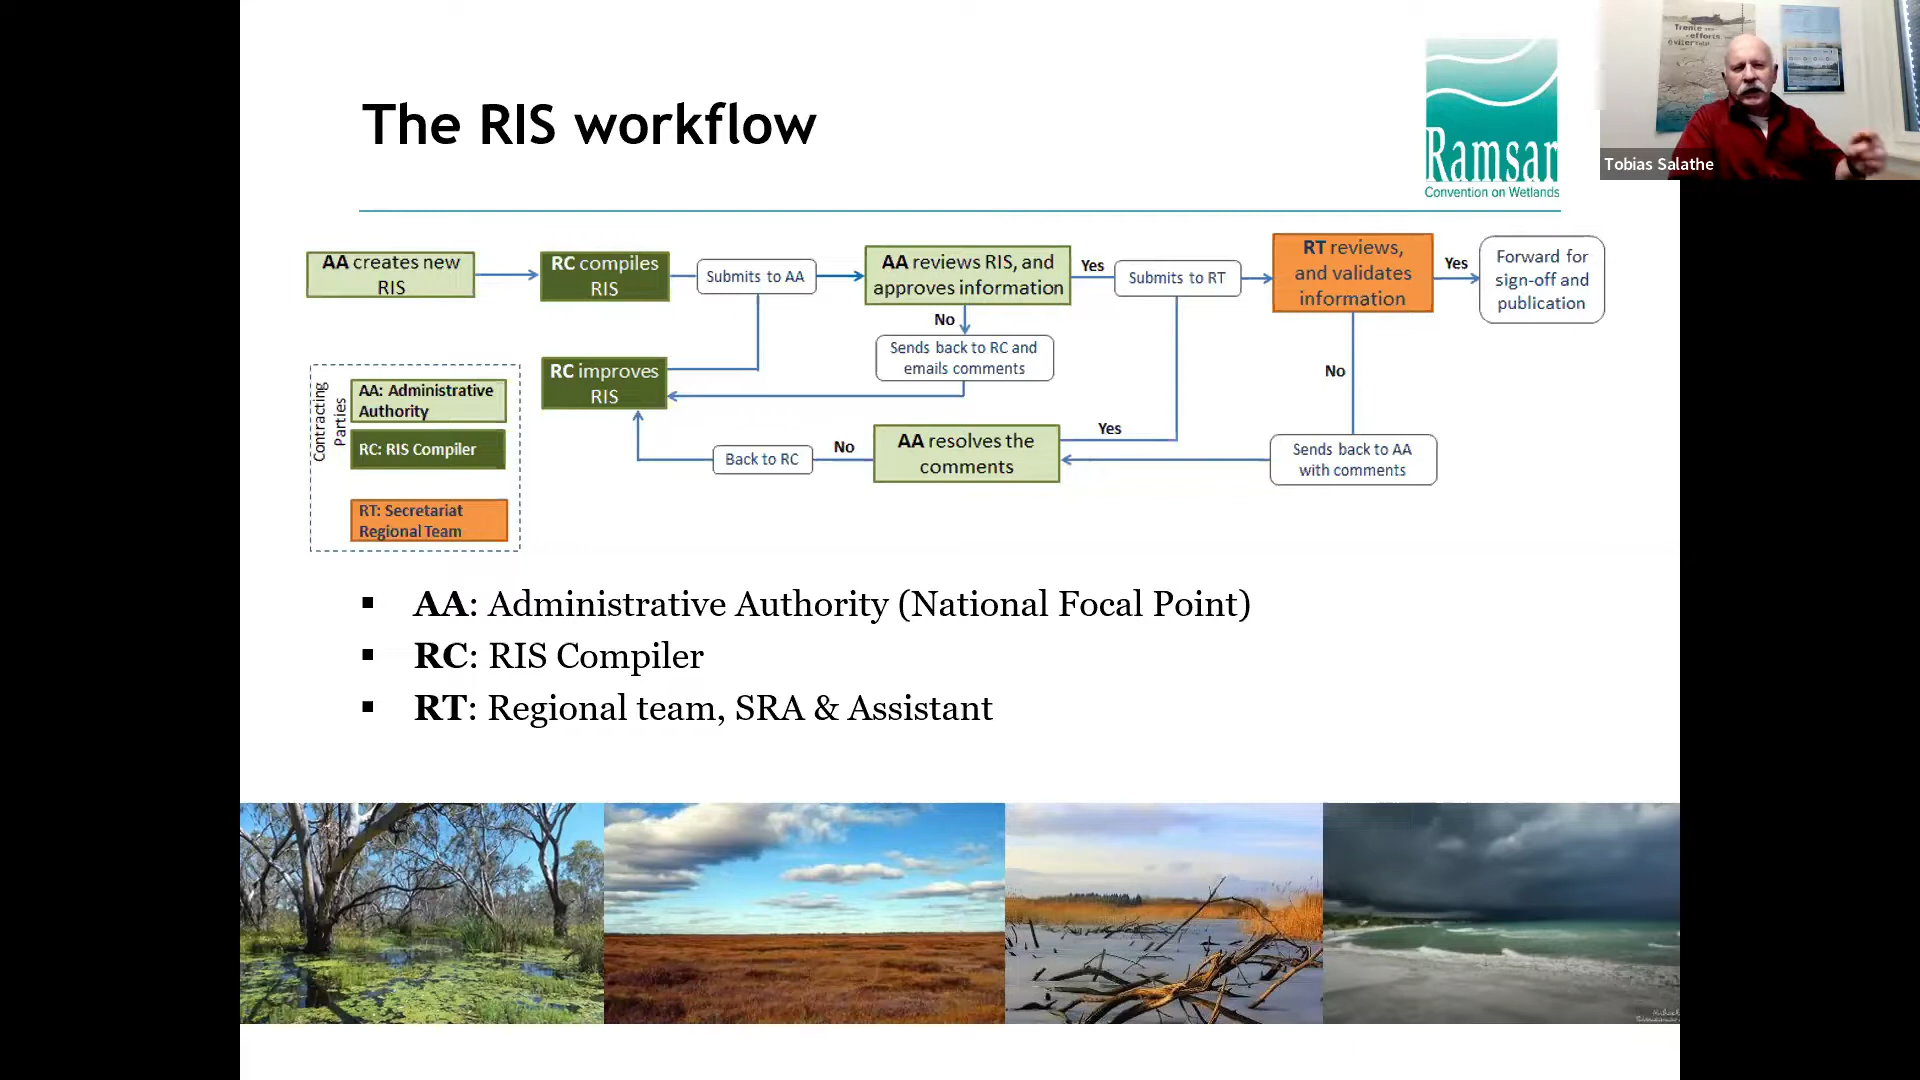 The RIS workflow
Ramsar
Convention on Wetlands
Trente
efforts
éviter
Tobias Salathe
AA creates new
RIS
RC compiles
RIS
Submits to AA
AA reviews RIS, and
approves information
Yes
Submits to RT
RT reviews,
and validates
information
Yes
Forward for
sign-off and
publication
No
Sends back to RC and
emails comments
No
RC improves
RIS
Contracting
Parties
AA: Administrative
Authority
RC: RIS Compiler
RT: Secretariat
Regional Team
Back to RC
No
AA resolves the
comments
Yes
Sends back to AA
with comments
▪ AA: Administrative Authority (National Focal Point)
▪ RC: RIS Compiler
▪ RT: Regional team, SRA & Assistant